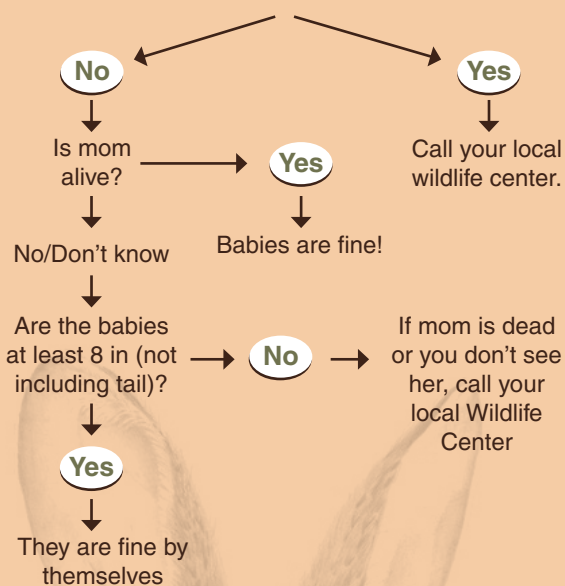 No
Yes
Is mom
alive?
Yes
Call your local
wildlife center.
No/Don’t know
Babies are fine!
Are the babies
at least 8 in (not
including tail)?
No
If mom is dead
or you don’t see
her, call your
local Wildlife
Center
Yes
They are fine by
themselves